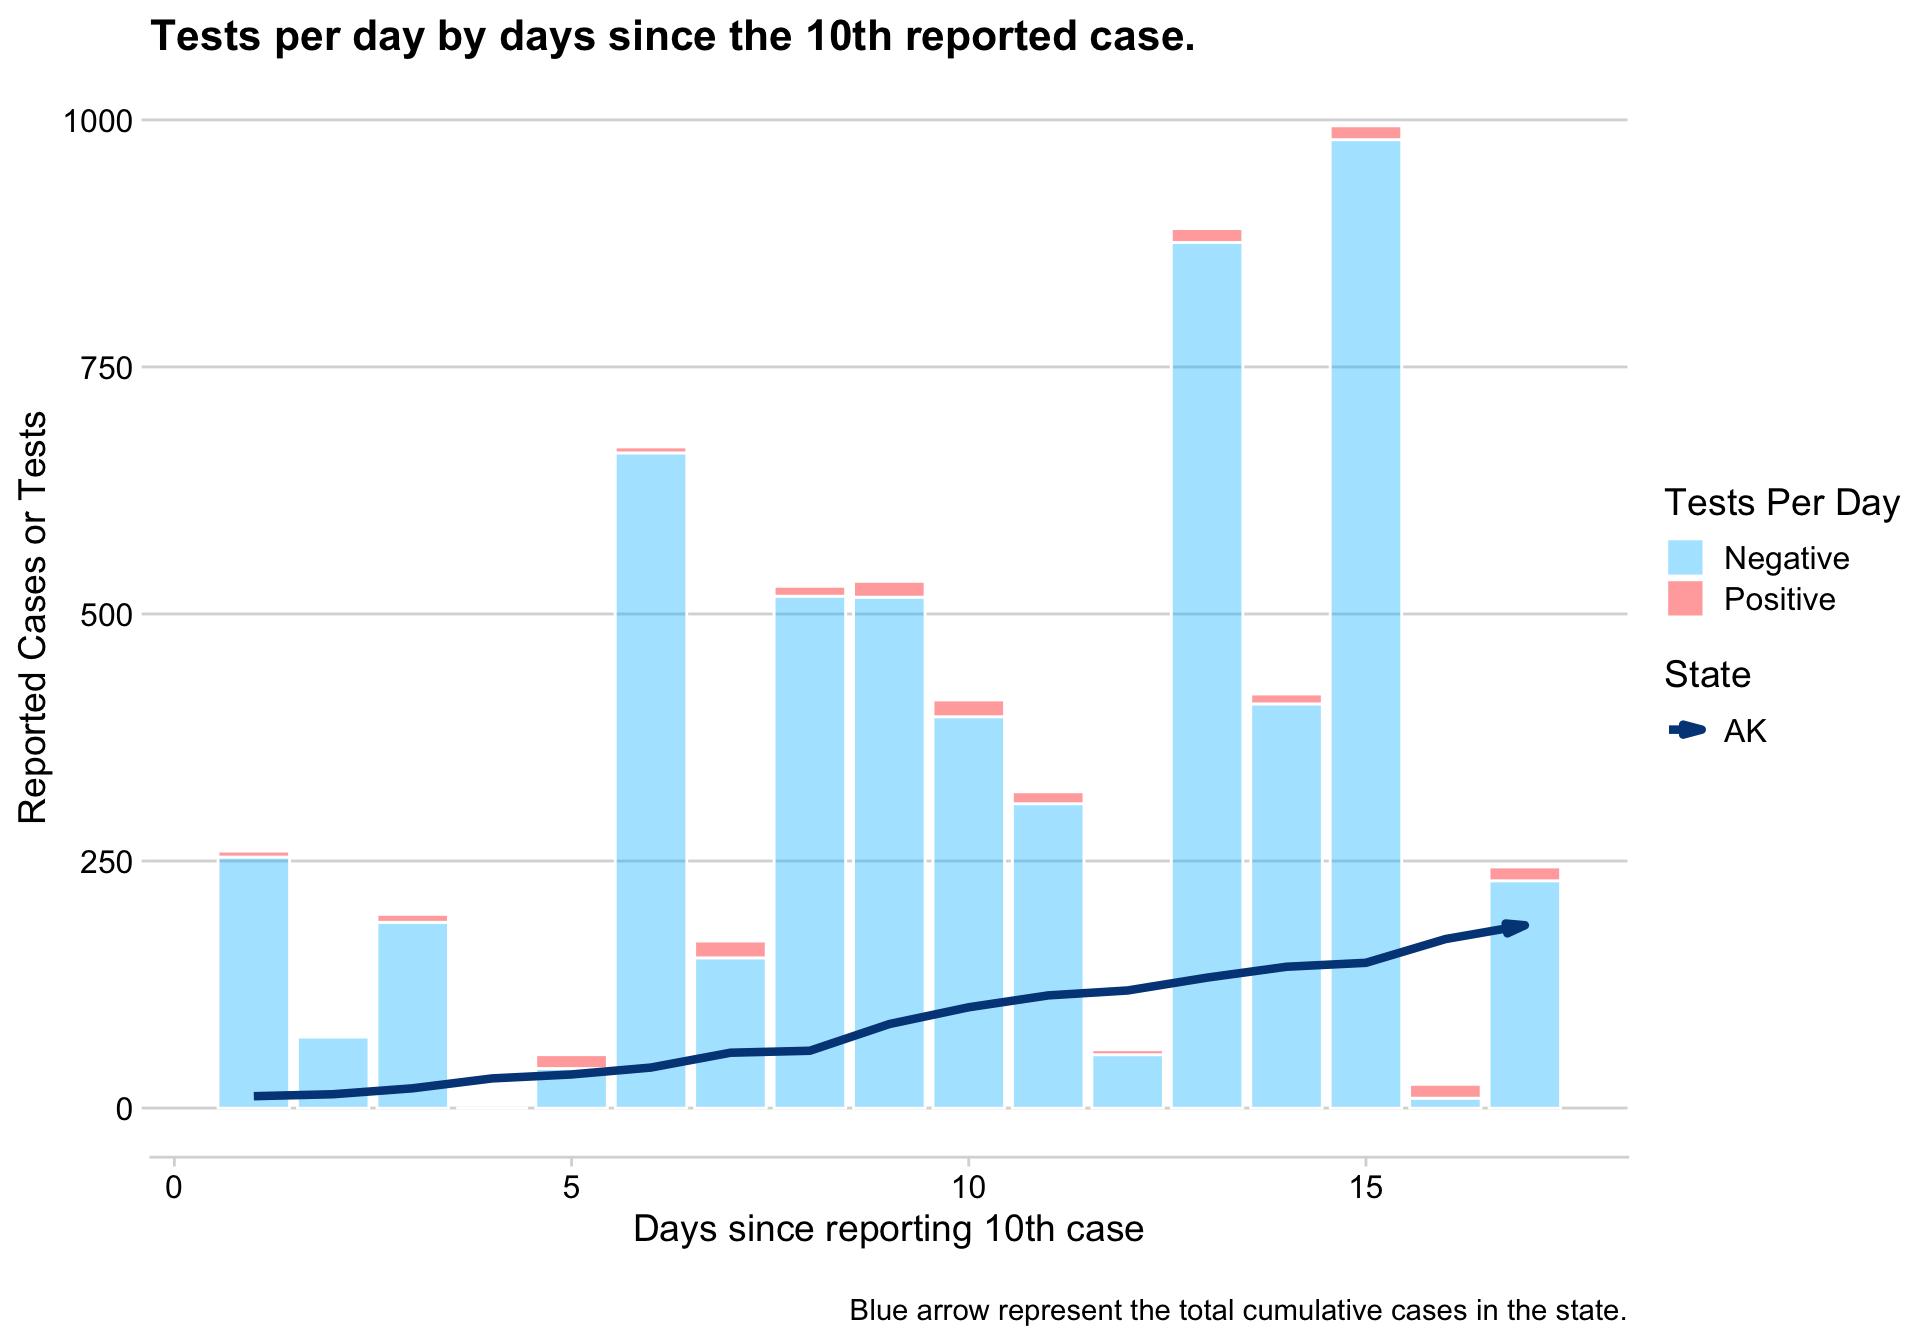 Tests per day by days since the 10th reported case.
1000
750
500
250
0
Reported Cases or Tests
0 5 10 15
Days since reporting 10th case
Tests Per Day
Negative
Positive
State
AK
Blue arrow represent the total cumulative cases in the state.